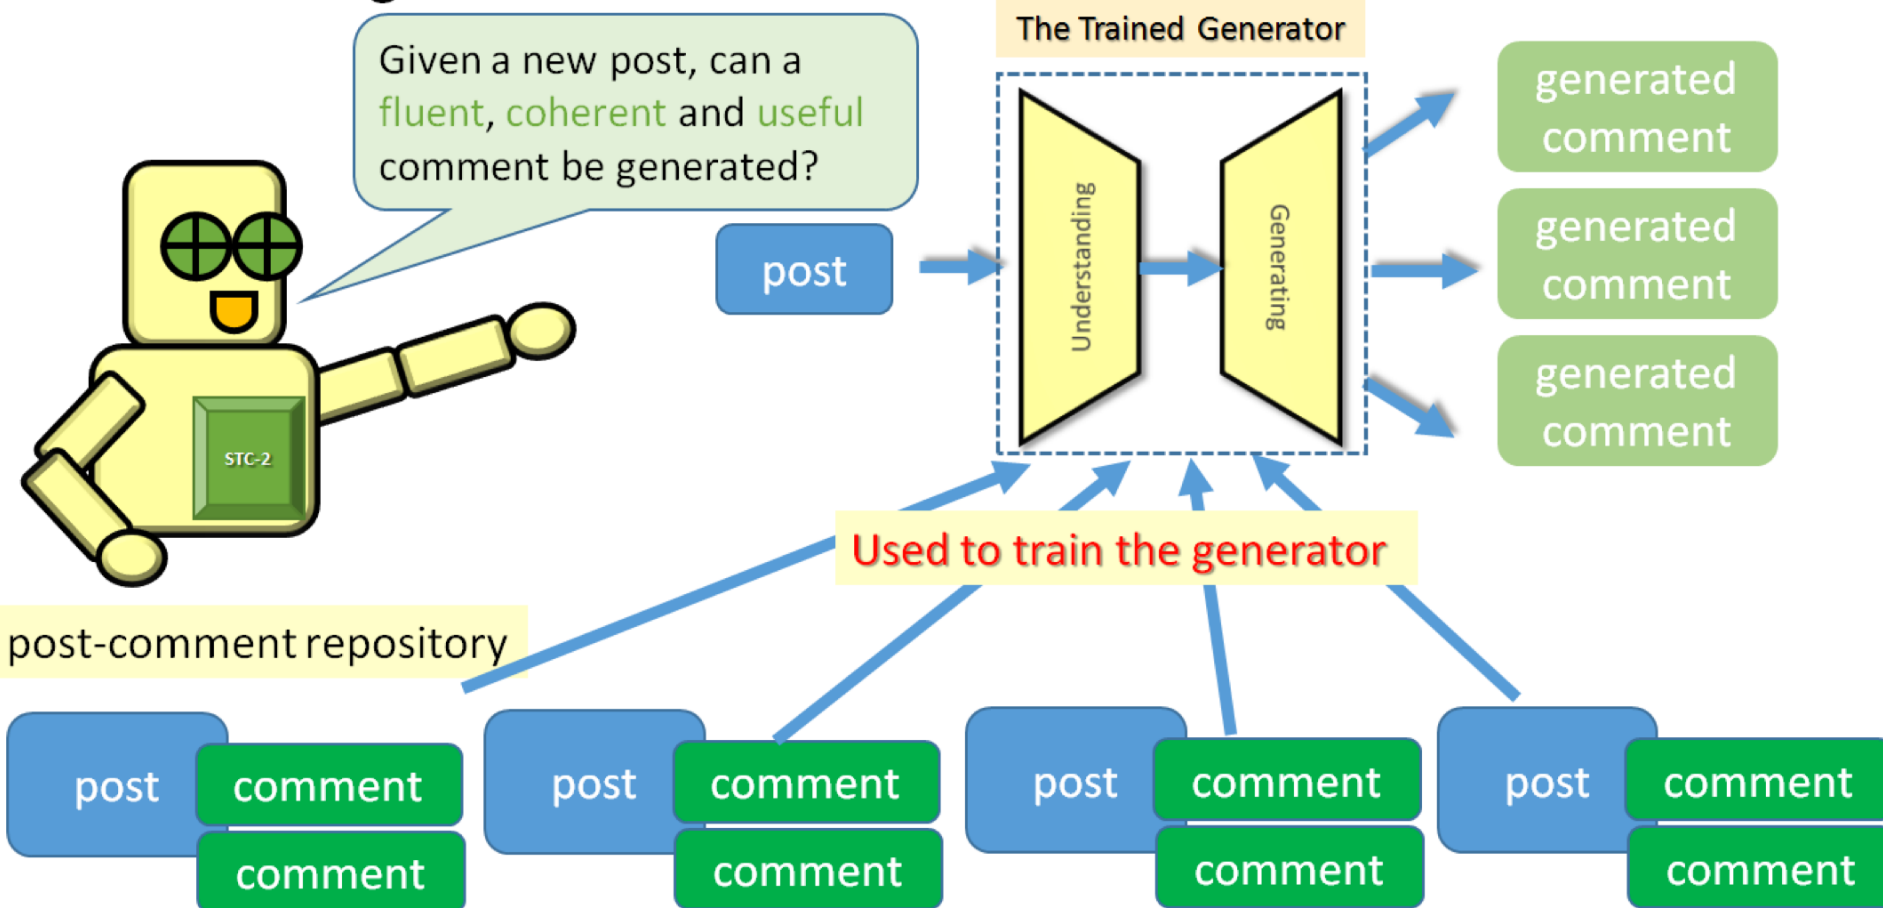 Given a new post, can a
fluent, coherent and useful
comment be generated?
The Trained Generator
post
Understanding
Generating
generated
comment
generated
comment
generated
comment
STC-2
Used to train the generator
post-comment repository
post
comment
comment
post
comment
comment
post
comment
comment
post
comment
comment